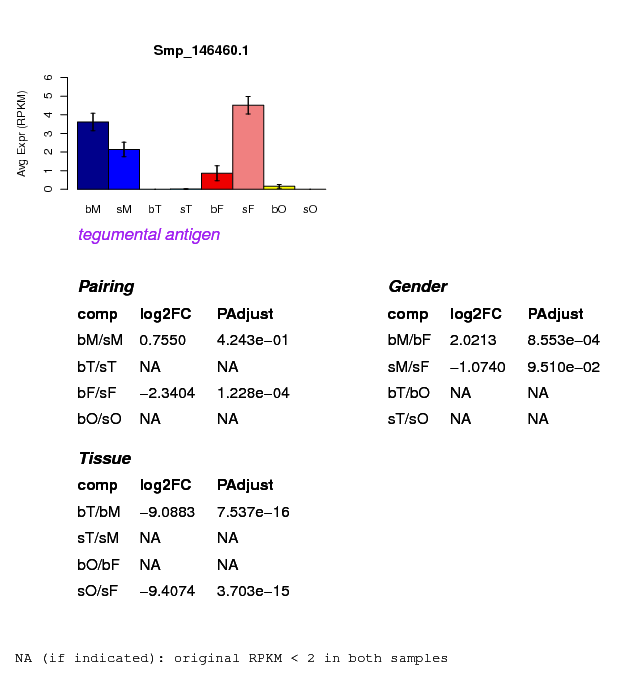 Smp_146460.1
Avg Expr (RPKM)
6
5
4
3
2
1
0
bM sM bT sT bF sF bO sO
tegumental antigen
Pairing
comp log2FC PAdjust
bM/sM 0.7550 4.243e−01
bT/sT NA NA
bF/sF −2.3404 1.228e−04
bO/sO NA NA
Gender
comp log2FC PAdjust
bM/bF 2.0213 8.553e−04
sM/sF −1.0740 9.510e−02
bT/bO NA NA
sT/sO NA NA
Tissue
comp log2FC PAdjust
bT/bM −9.0883 7.537e−16
sT/sM NA NA
bO/bF NA NA
sO/sF −9.4074 3.703e−15
NA (if indicated): original RPKM < 2 in both samples